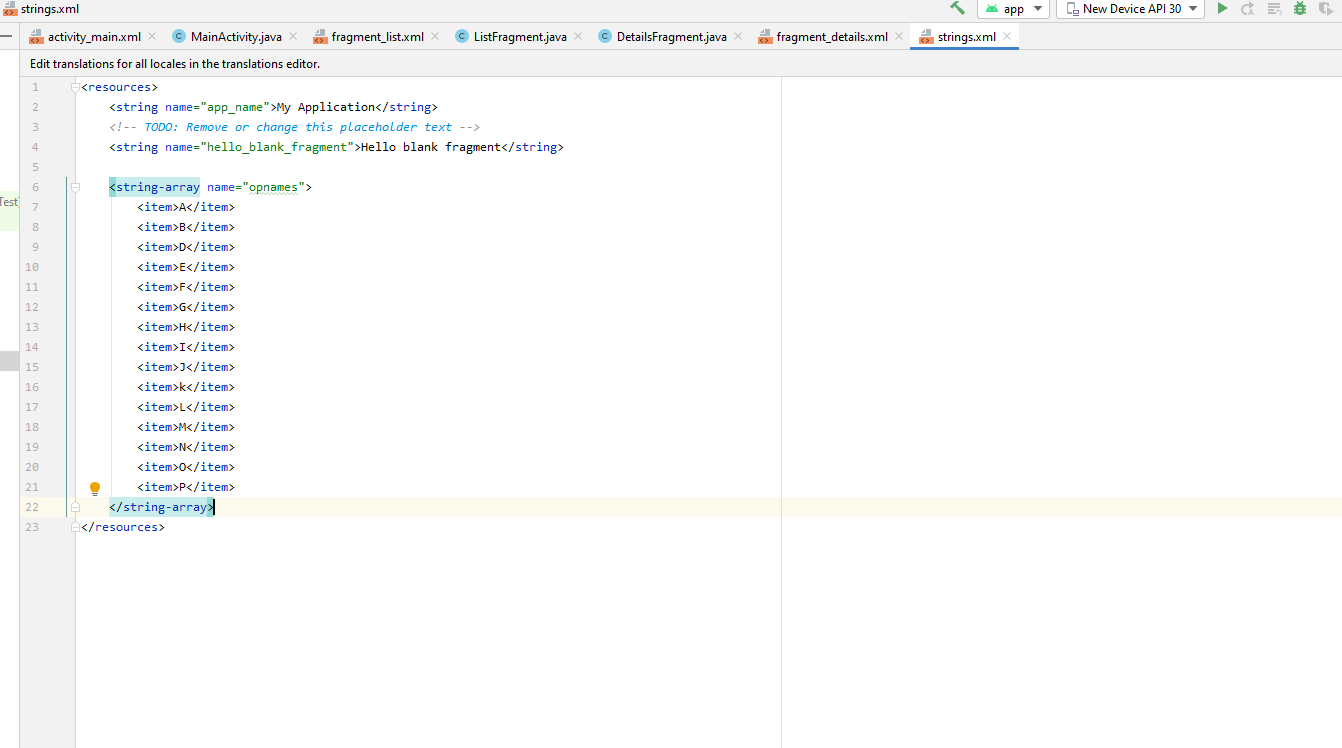 strings.xml
app
New Device API 30
activity_main.xml
MainActivity.java
fragment_list.xml
ListFragment.java
DetailsFragment.java
fragment_details.xml
strings.xml
Edit translations for all locales in the translations editor.
1 <resources>
2 <string name="app_name">My Application</string>
3 <!-- TODO: Remove or change this placeholder text -->
4 <string name="hello_blank_fragment">Hello blank fragment</string>
5
6 <string-array name="opnames">
Test
7 <item>A</item>
8 <item>B</item>
9 <item>D</item>
10 <item>E</item>
11 <item>F</item>
12 <item>G</item>
13 <item>H</item>
14 <item>I</item>
15 <item>J</item>
16 <item>k</item>
17 <item>L</item>
18 <item>M</item>
19 <item>N</item>
20 <item>O</item>
21 <item>P</item>
22 </string-array>
23 </resources>